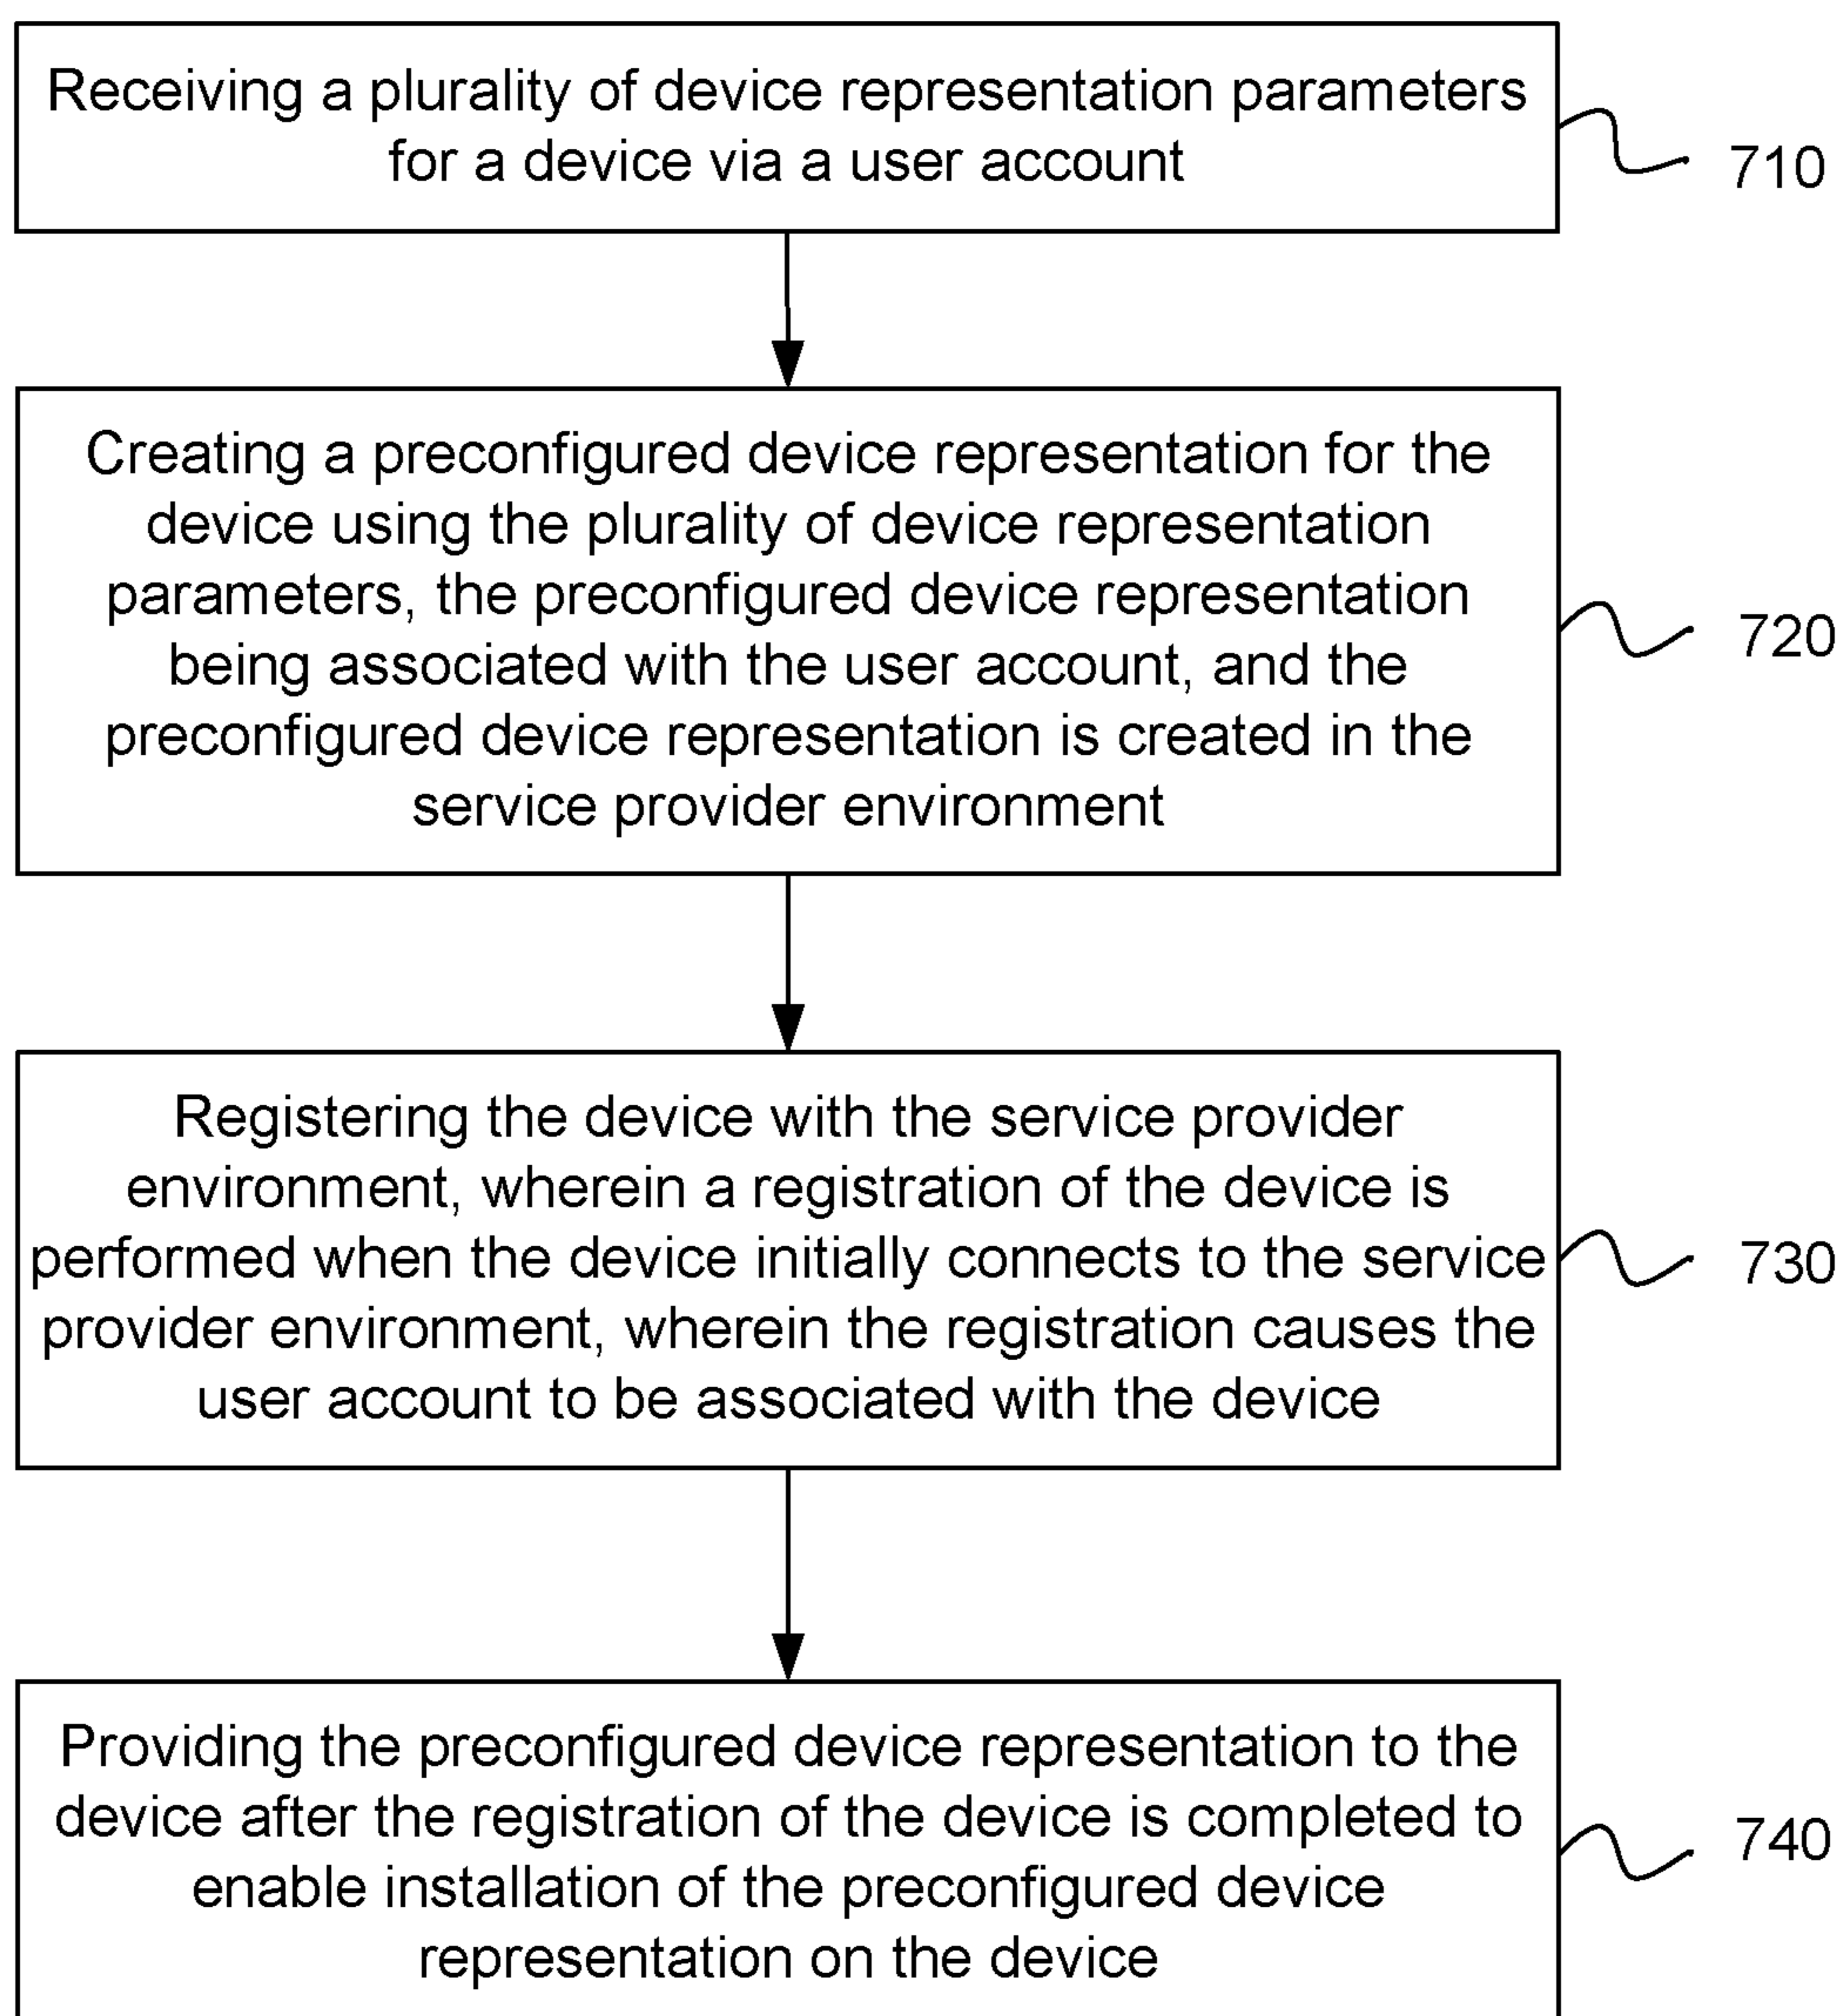 Receiving a plurality of device representation parameters
for a device via a user account
710
Creating a preconfigured device representation for the
device using the plurality of device representation
parameters, the preconfigured device representation
being associated with the user account, and the
preconfigured device representation is created in the
service provider environment
720
Registering the device with the service provider
environment, wherein a registration of the device is
performed when the device initially connects to the service
provider environment, wherein the registration causes the
user account to be associated with the device
730
Providing the preconfigured device representation to the
device after the registration of the device is completed to
enable installation of the preconfigured device
representation on the device
740